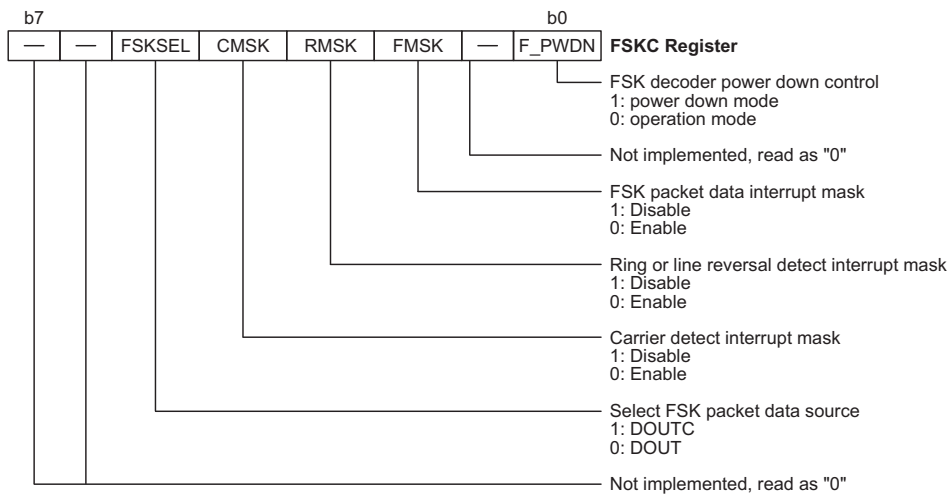 b7 b0
— — FSKSEL CMSK RMSK FMSK — F_PWDN FSKC Register
FSK decoder power down control
1: power down mode
0: operation mode
Not implemented, read as "0"
FSK packet data interrupt mask
1: Disable
0: Enable
Ring or line reversal detect interrupt mask
1: Disable
0: Enable
Carrier detect interrupt mask
1: Disable
0: Enable
Select FSK packet data source
1: DOUTC
0: DOUT
Not implemented, read as "0"